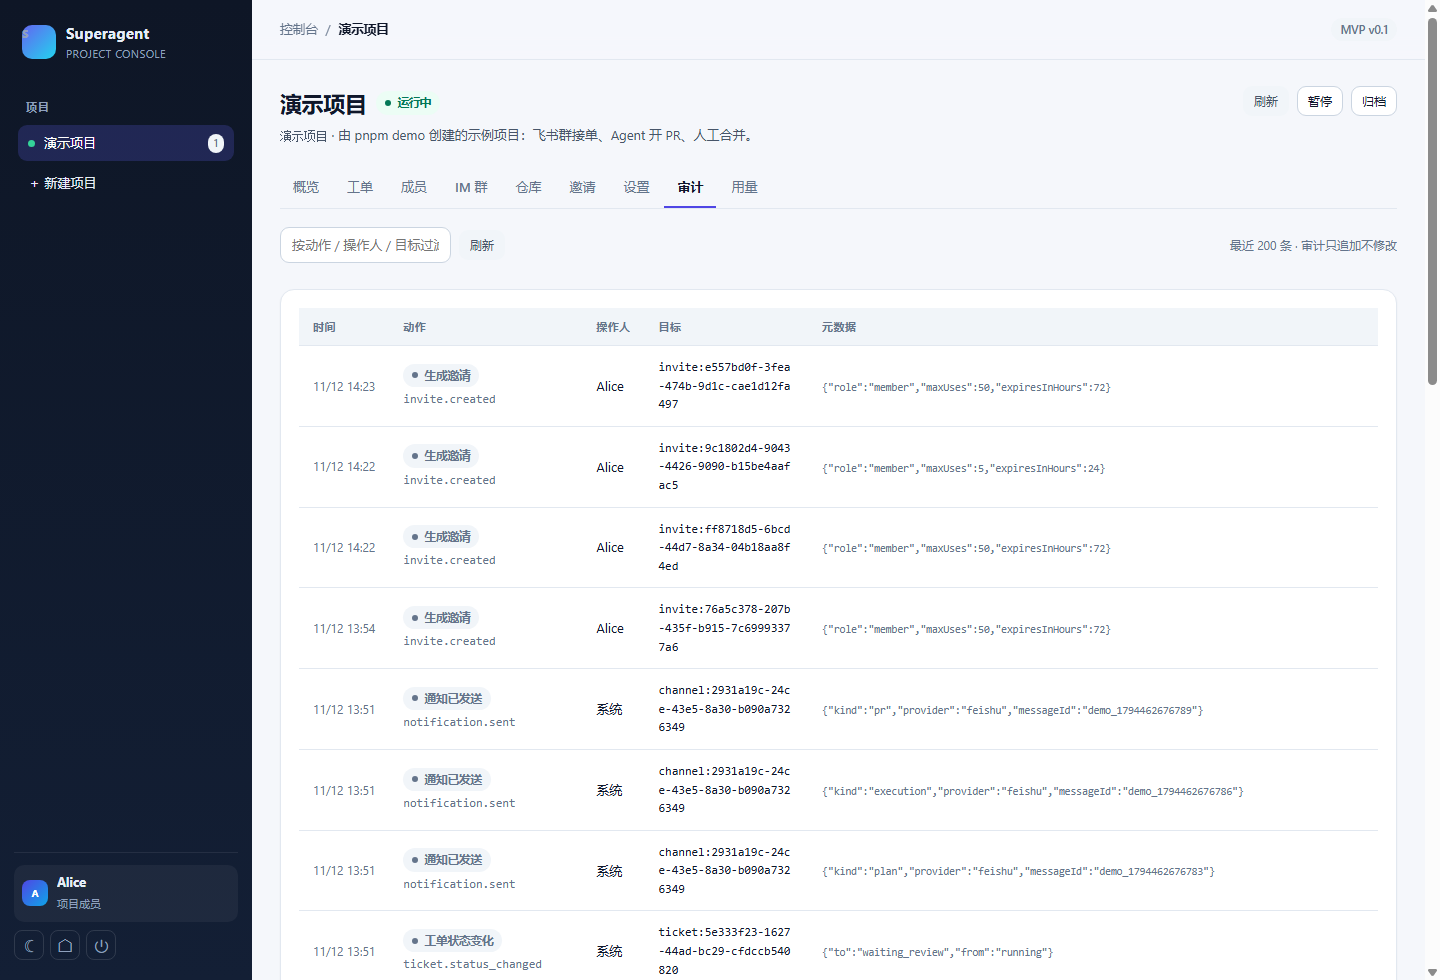 Superagent
PROJECT CONSOLE
项目
演示项目
1
+ 新建项目
A
Alice
项目成员
控制台 / 演示项目
MVP v0.1
演示项目
运行中
刷新
暂停
归档
演示项目 · 由 pnpm demo 创建的示例项目：飞书群接单、Agent 开 PR、人工合并。
概览
工单
成员
IM 群
仓库
邀请
设置
审计
用量
按动作 / 操作人 / 目标过
刷新
最近 200 条 · 审计只追加不修改
时间
动作
操作人
目标
元数据
11/12 14:23
生成邀请
invite.created
Alice
invite:e557bd0f-3fea
-474b-9d1c-cae1d12fa
497
{"role":"member","maxUses":50,"expiresInHours":72}
11/12 14:22
生成邀请
invite.created
Alice
invite:9c1802d4-9043
-4426-9090-b15be4aaf
ac5
{"role":"member","maxUses":5,"expiresInHours":24}
11/12 14:22
生成邀请
invite.created
Alice
invite:ff8718d5-6bcd
-44d7-8a34-04b18aa8f
4ed
{"role":"member","maxUses":50,"expiresInHours":72}
11/12 13:54
生成邀请
invite.created
Alice
invite:76a5c378-207b
-435f-b915-7c6999337
7a6
{"role":"member","maxUses":50,"expiresInHours":72}
11/12 13:51
通知已发送
notification.sent
系统
channel:2931a19c-24c
e-43e5-8a30-b090a732
6349
{"kind":"pr","provider":"feishu","messageId":"demo_1794462676789"}
11/12 13:51
通知已发送
notification.sent
系统
channel:2931a19c-24c
e-43e5-8a30-b090a732
6349
{"kind":"execution","provider":"feishu","messageId":"demo_1794462676786"}
11/12 13:51
通知已发送
notification.sent
系统
channel:2931a19c-24c
e-43e5-8a30-b090a732
6349
{"kind":"plan","provider":"feishu","messageId":"demo_1794462676783"}
11/12 13:51
工单状态变化
ticket.status_changed
系统
ticket:5e333f23-1627
-44ad-bc29-cfdccb540
820
{"to":"waiting_review","from":"running"}